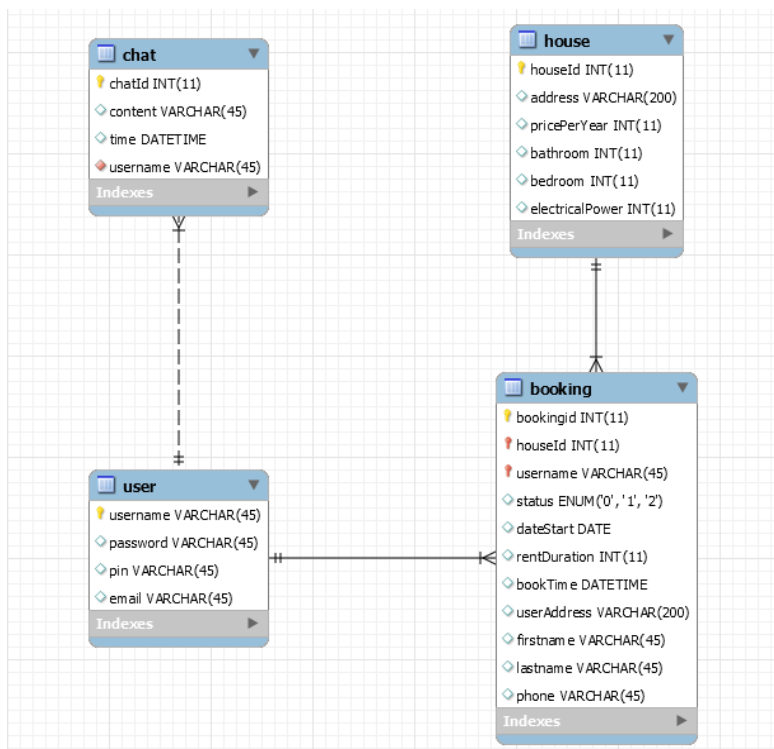 chat
chatId INT(11)
content VARCHAR(45)
time DATETIME
username VARCHAR(45)
Indexes
house
houseId INT(11)
address VARCHAR(200)
pricePerYear INT(11)
bathroom INT(11)
bedroom INT(11)
electricalPower INT(11)
Indexes
user
username VARCHAR(45)
password VARCHAR(45)
pin VARCHAR(45)
email VARCHAR(45)
Indexes
booking
bookingid INT(11)
houseId INT(11)
username VARCHAR(45)
status ENUM('0', '1', '2')
dateStart DATE
rentDuration INT(11)
bookTime DATETIME
userAddress VARCHAR(200)
firstname VARCHAR(45)
lastname VARCHAR(45)
phone VARCHAR(45)
Indexes